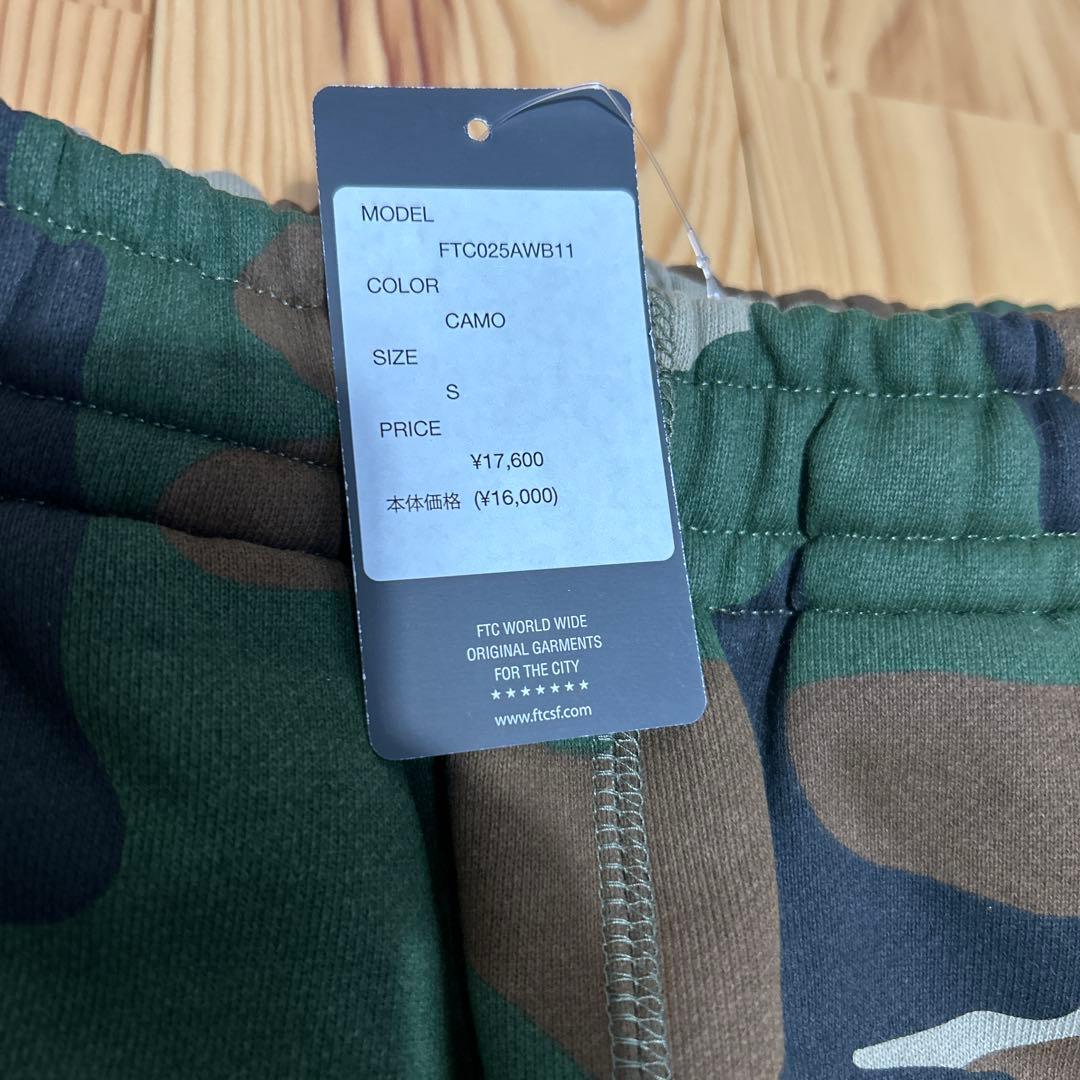 MODEL
FTC025AWB11
COLOR
CAMO
SIZE
S
PRICE
¥17,600
本体価格 (¥16,000)
FTC WORLD WIDE
ORIGINAL GARMENTS
FOR THE CITY
★★★★★★★
www.ftcsf.com